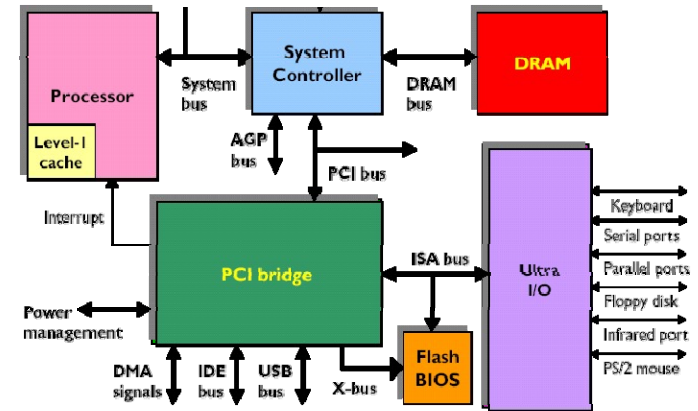 System
Controller
DRAM
Processor
System
bus
DRAM
bus
Level-1
cache
AGP
bus
PCI bus
Interrupt
Keyboard
Serial ports
ISA bus
PCI bridge
Ultra
I/O
Parallel ports
Floppy disk
Power
management
Infrared port
Flash
BIOS
PS/2 mouse
DMA
signals
IDE
bus
USB
bus
X-bus